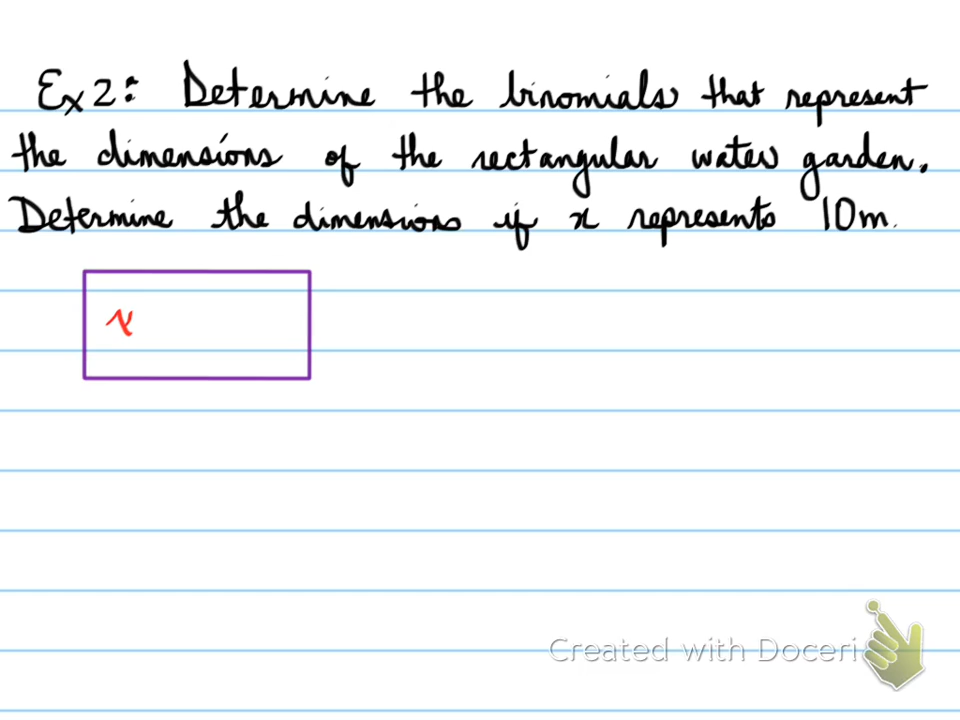 Ex 2: Determine the binomials that represent
the dimensions of the rectangular water garden.
Determine the dimensions if x represents 10m.
x
Created with Doceri